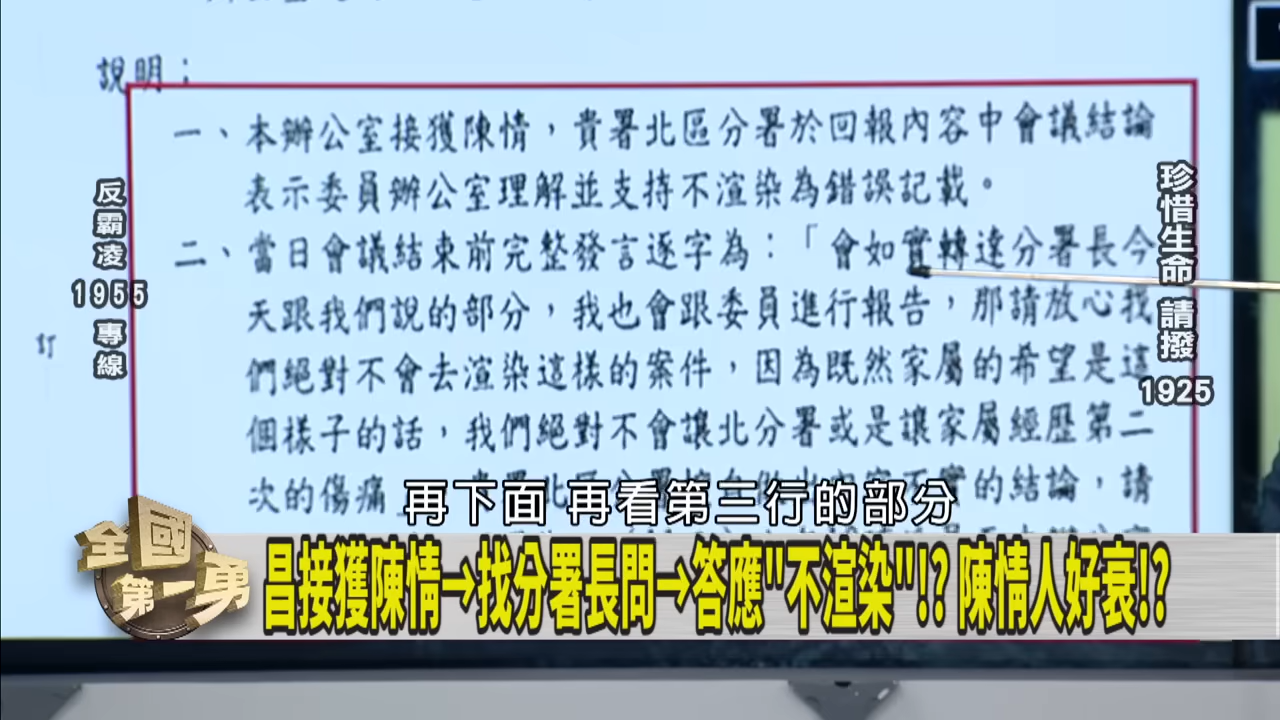 說明：
一、本辦公室接獲陳情，貴署北區分署於回報內容中會議結論
表示委員辦公室理解並支持不渲染為錯誤記載。
二、當日會議結束前完整發言逐字為：「會如實轉達分署長今
天跟我們說的部分，我也會跟委員進行報告，那請放心我
們絕對不會去渲染這樣的案件，因為既然家屬的希望是這
個樣子的話，我們絕對不會讓北分署或是讓家屬經歷第二
次的傷痛
的結論，請
訂
反霸凌
1955
專線
珍惜生命 請撥
1925
再下面 再看第三行的部分
全國第一勇
昌接獲陳情→找分署長問→答應"不渲染"!? 陳情人好衰!?